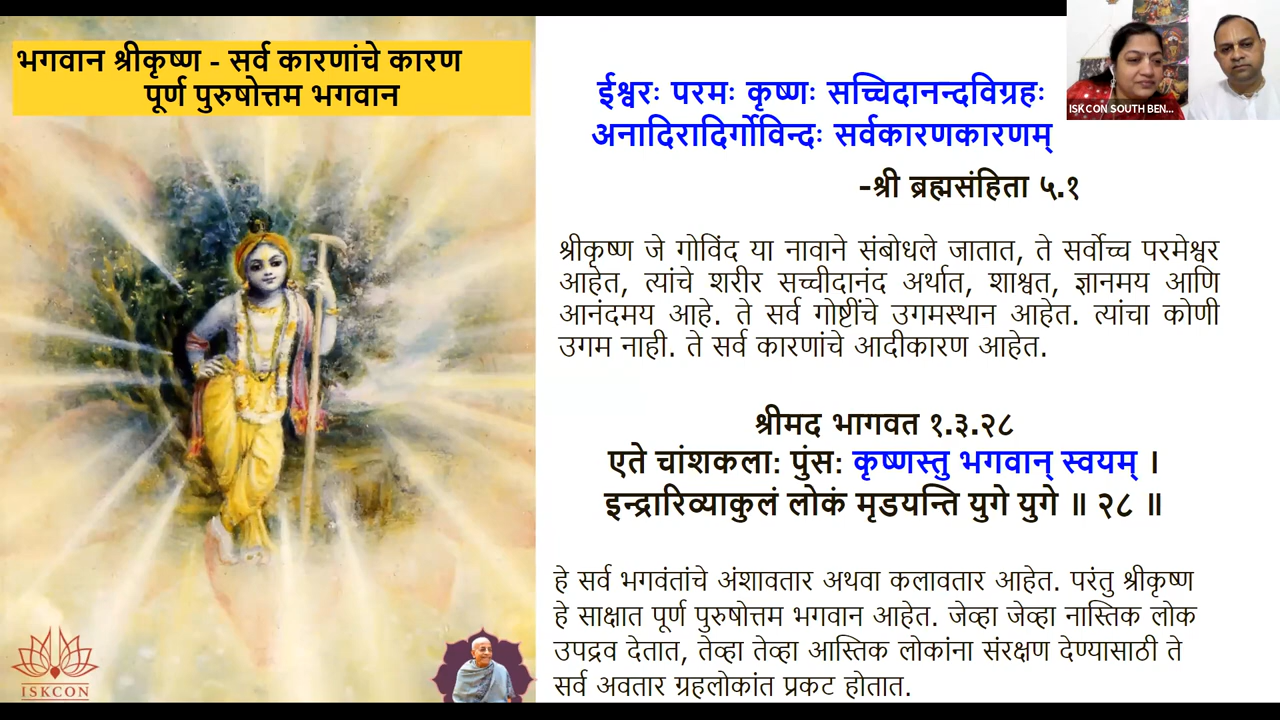 भगवान श्रीकृष्ण - सर्व कारणांचे कारण
पूर्ण पुरुषोत्तम भगवान
ईश्वरः परमः कृष्णः सच्चिदानन्दविग्रहः
अनादिरादिर्गोविन्दः सर्वकारणकारणम्
-श्री ब्रह्मसंहिता ५.१
श्रीकृष्ण जे गोविंद या नावाने संबोधले जातात, ते सर्वोच्च परमेश्वर
आहेत, त्यांचे शरीर सच्चीदानंद अर्थात, शाश्वत, ज्ञानमय आणि
आनंदमय आहे. ते सर्व गोष्टींचे उगमस्थान आहेत. त्यांचा कोणी
उगम नाही. ते सर्व कारणांचे आदीकारण आहेत.
श्रीमद भागवत १.३.२८
एते चांशकला: पुंस: कृष्णस्तु भगवान् स्वयम् ।
इन्द्रारिव्याकुलं लोकं मृडयन्ति युगे युगे ॥ २८ ॥
हे सर्व भगवंतांचे अंशावतार अथवा कलावतार आहेत. परंतु श्रीकृष्ण
हे साक्षात पूर्ण पुरुषोत्तम भगवान आहेत. जेव्हा जेव्हा नास्तिक लोक
उपद्रव देतात, तेव्हा तेव्हा आस्तिक लोकांना संरक्षण देण्यासाठी ते
सर्व अवतार ग्रहलोकांत प्रकट होतात.
ISKCON
ISKCON SOUTH BEN...